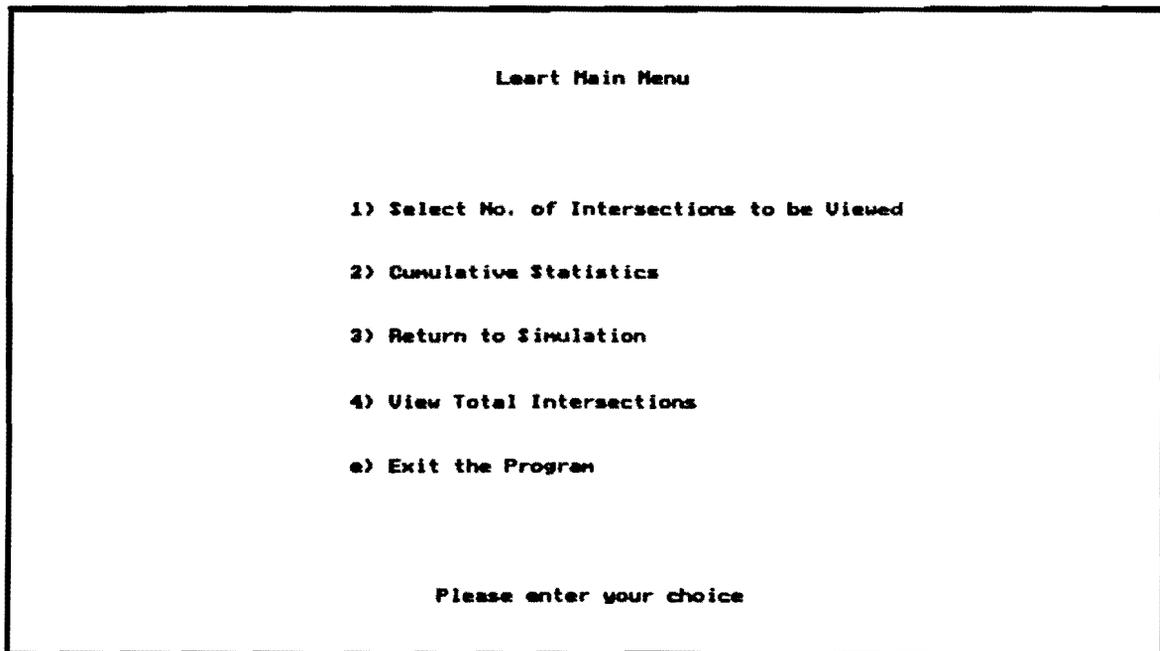 Leart Main Menu
1) Select No. of Intersections to be Viewed
2) Cumulative Statistics
3) Return to Simulation
4) View Total Intersections
e) Exit the Program
Please enter your choice